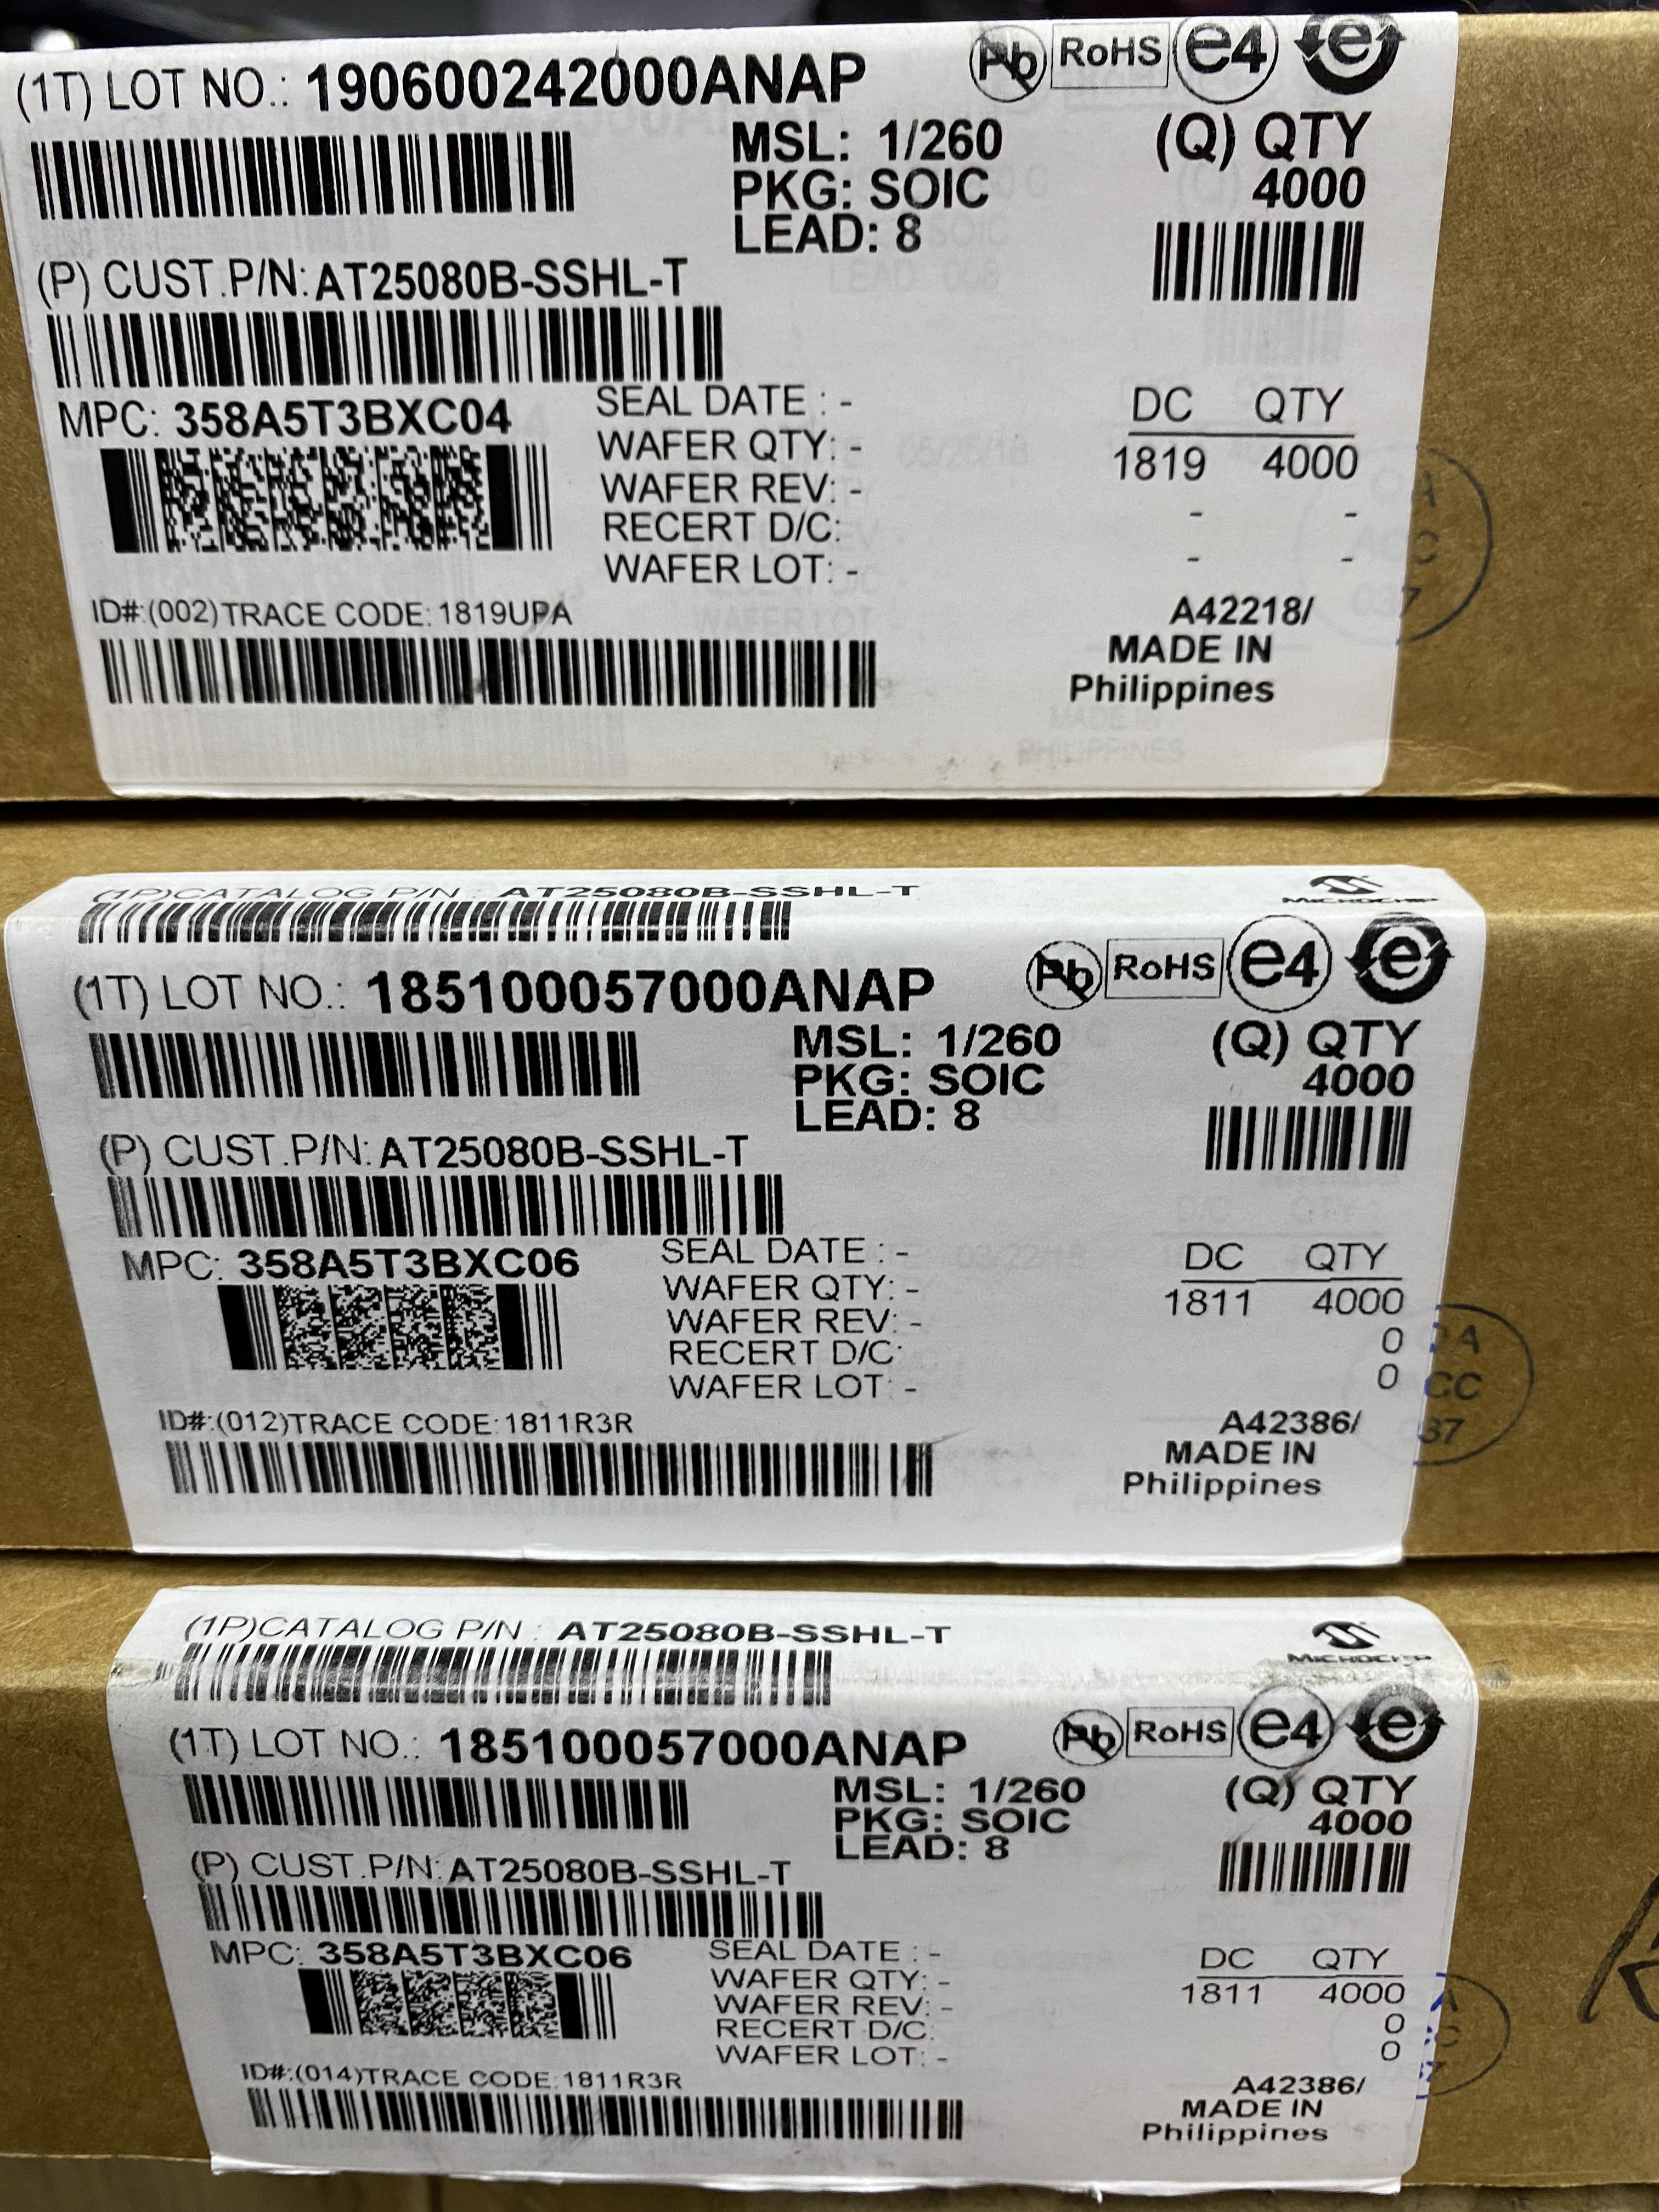 (1T) LOT NO.: 190600242000ANAP
Pb RoHS e4 e
MSL: 1/260
PKG: SOIC
LEAD: 8
(Q) QTY
4000
(P) CUST.P/N: AT25080B-SSHL-T
MPC: 358A5T3BXC04
SEAL DATE : -
WAFER QTY: -
WAFER REV: -
RECERT D/C:
WAFER LOT: -
DC QTY
1819 4000
- -
- -
ID#:(002) TRACE CODE: 1819UPA
A42218/
MADE IN
Philippines
(1P)CATALOG P/N : AT25080B-SSHL-T
MICROCHIP
(1T) LOT NO.: 185100057000ANAP
Pb RoHS e4 e
MSL: 1/260
PKG: SOIC
LEAD: 8
(Q) QTY
4000
(P) CUST.P/N: AT25080B-SSHL-T
MPC: 358A5T3BXC06
SEAL DATE : -
WAFER QTY: -
WAFER REV: -
RECERT D/C:
WAFER LOT: -
DC QTY
1811 4000
0
0
ID#:(012)TRACE CODE:1811R3R
A42386/
MADE IN
Philippines
(1P)CATALOG P/N : AT25080B-SSHL-T
MICROCHIP
(1T) LOT NO.: 185100057000ANAP
Pb RoHS e4 e
MSL: 1/260
PKG: SOIC
LEAD: 8
(Q) QTY
4000
(P) CUST.P/N: AT25080B-SSHL-T
MPC: 358A5T3BXC06
SEAL DATE : -
WAFER QTY: -
WAFER REV: -
RECERT D/C:
WAFER LOT: -
DC QTY
1811 4000
0
0
ID#:(014)TRACE CODE:1811R3R
A42386/
MADE IN
Philippines